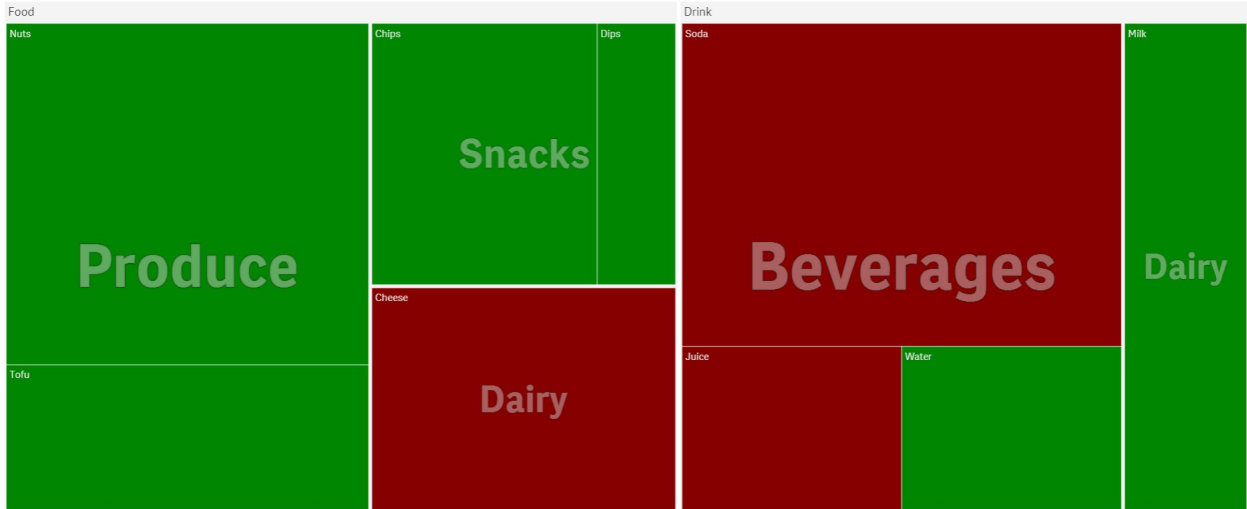 Food
Nuts
Produce
Tofu
Chips
Dips
Snacks
Cheese
Dairy
Drink
Soda
Beverages
Juice
Water
Milk
Dairy